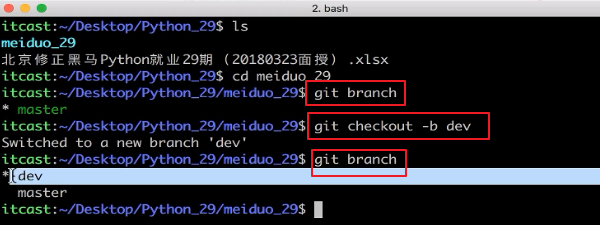 2. bash
itcast:~/Desktop/Python_29$ ls
meiduo_29
北京修正黑马Python就业29期 (20180323面授) .xlsx
itcast:~/Desktop/Python_29$ cd meiduo_29
itcast:~/Desktop/Python_29/meiduo_29$ git branch
* master
itcast:~/Desktop/Python_29/meiduo_29$ git checkout -b dev
Switched to a new branch 'dev'
itcast:~/Desktop/Python_29/meiduo_29$ git branch
* dev
master
itcast:~/Desktop/Python_29/meiduo_29$